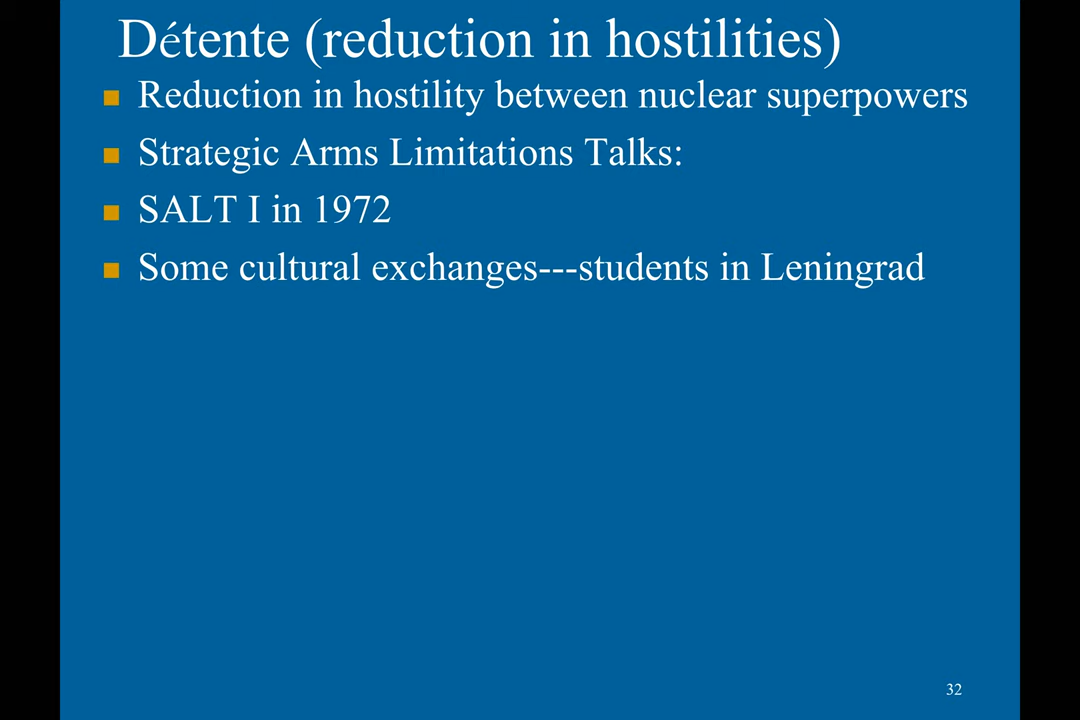 Détente (reduction in hostilities)
Reduction in hostility between nuclear superpowers
Strategic Arms Limitations Talks:
SALT I in 1972
Some cultural exchanges---students in Leningrad
32